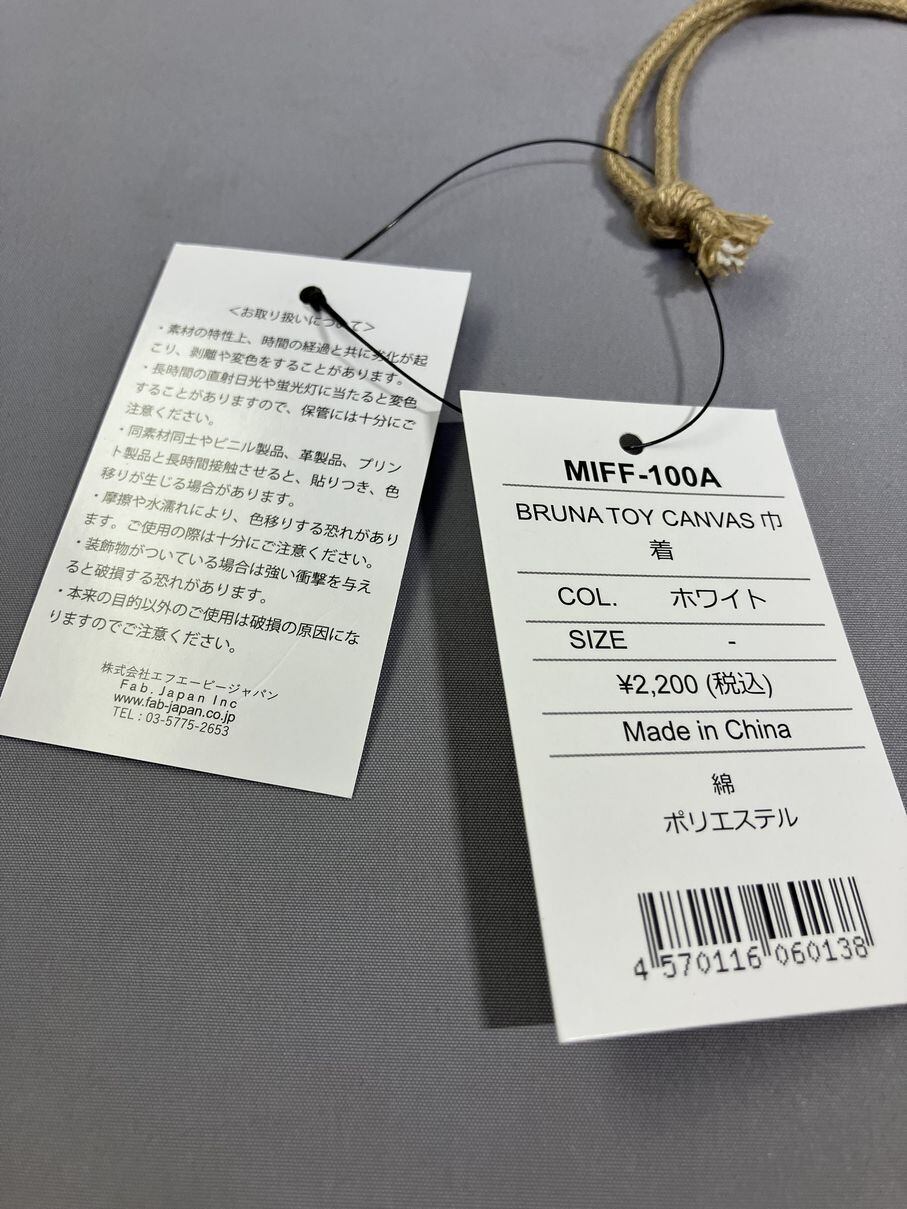 ＜お取り扱いについて＞
・素材の特性上、時間の経過と共に劣化が起
こり、剥離や変色をすることがあります。
・長時間の直射日光や蛍光灯に当たると変色
することがありますので、保管には十分にご
注意ください。
・同素材同士やビニル製品、革製品、プリン
ト製品と長時間接触させると、貼りつき、色
移りが生じる場合があります。
・摩擦や水濡れにより、色移りする恐れがあり
ます。ご使用の際は十分にご注意ください。
・装飾物がついている場合は強い衝撃を与え
ると破損する恐れがあります。
・本来の目的以外のご使用は破損の原因にな
りますのでご注意ください。
株式会社エフエービージャパン
Fab. Japan Inc
www.fab-japan.co.jp
TEL : 03-5775-2653
MIFF-100A
BRUNA TOY CANVAS 巾
着
COL. ホワイト
SIZE -
¥2,200 (税込)
Made in China
綿
ポリエステル
4 570116 060138